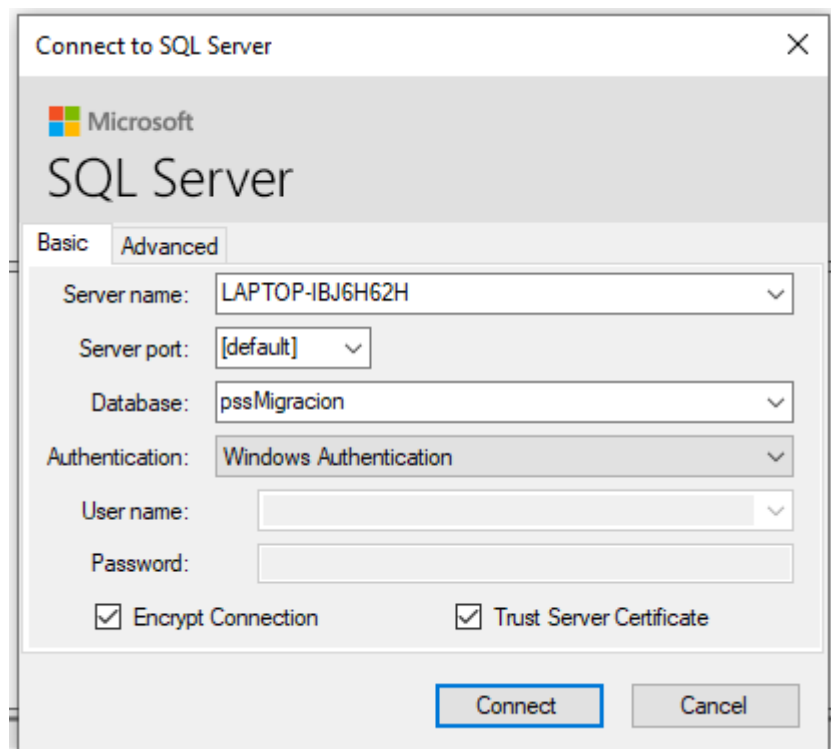 Connect to SQL Server
Microsoft
SQL Server
Basic Advanced
Server name: LAPTOP-IBJ6H62H
Server port: [default]
Database: pssMigracion
Authentication: Windows Authentication
User name:
Password:
Encrypt Connection Trust Server Certificate
Connect Cancel